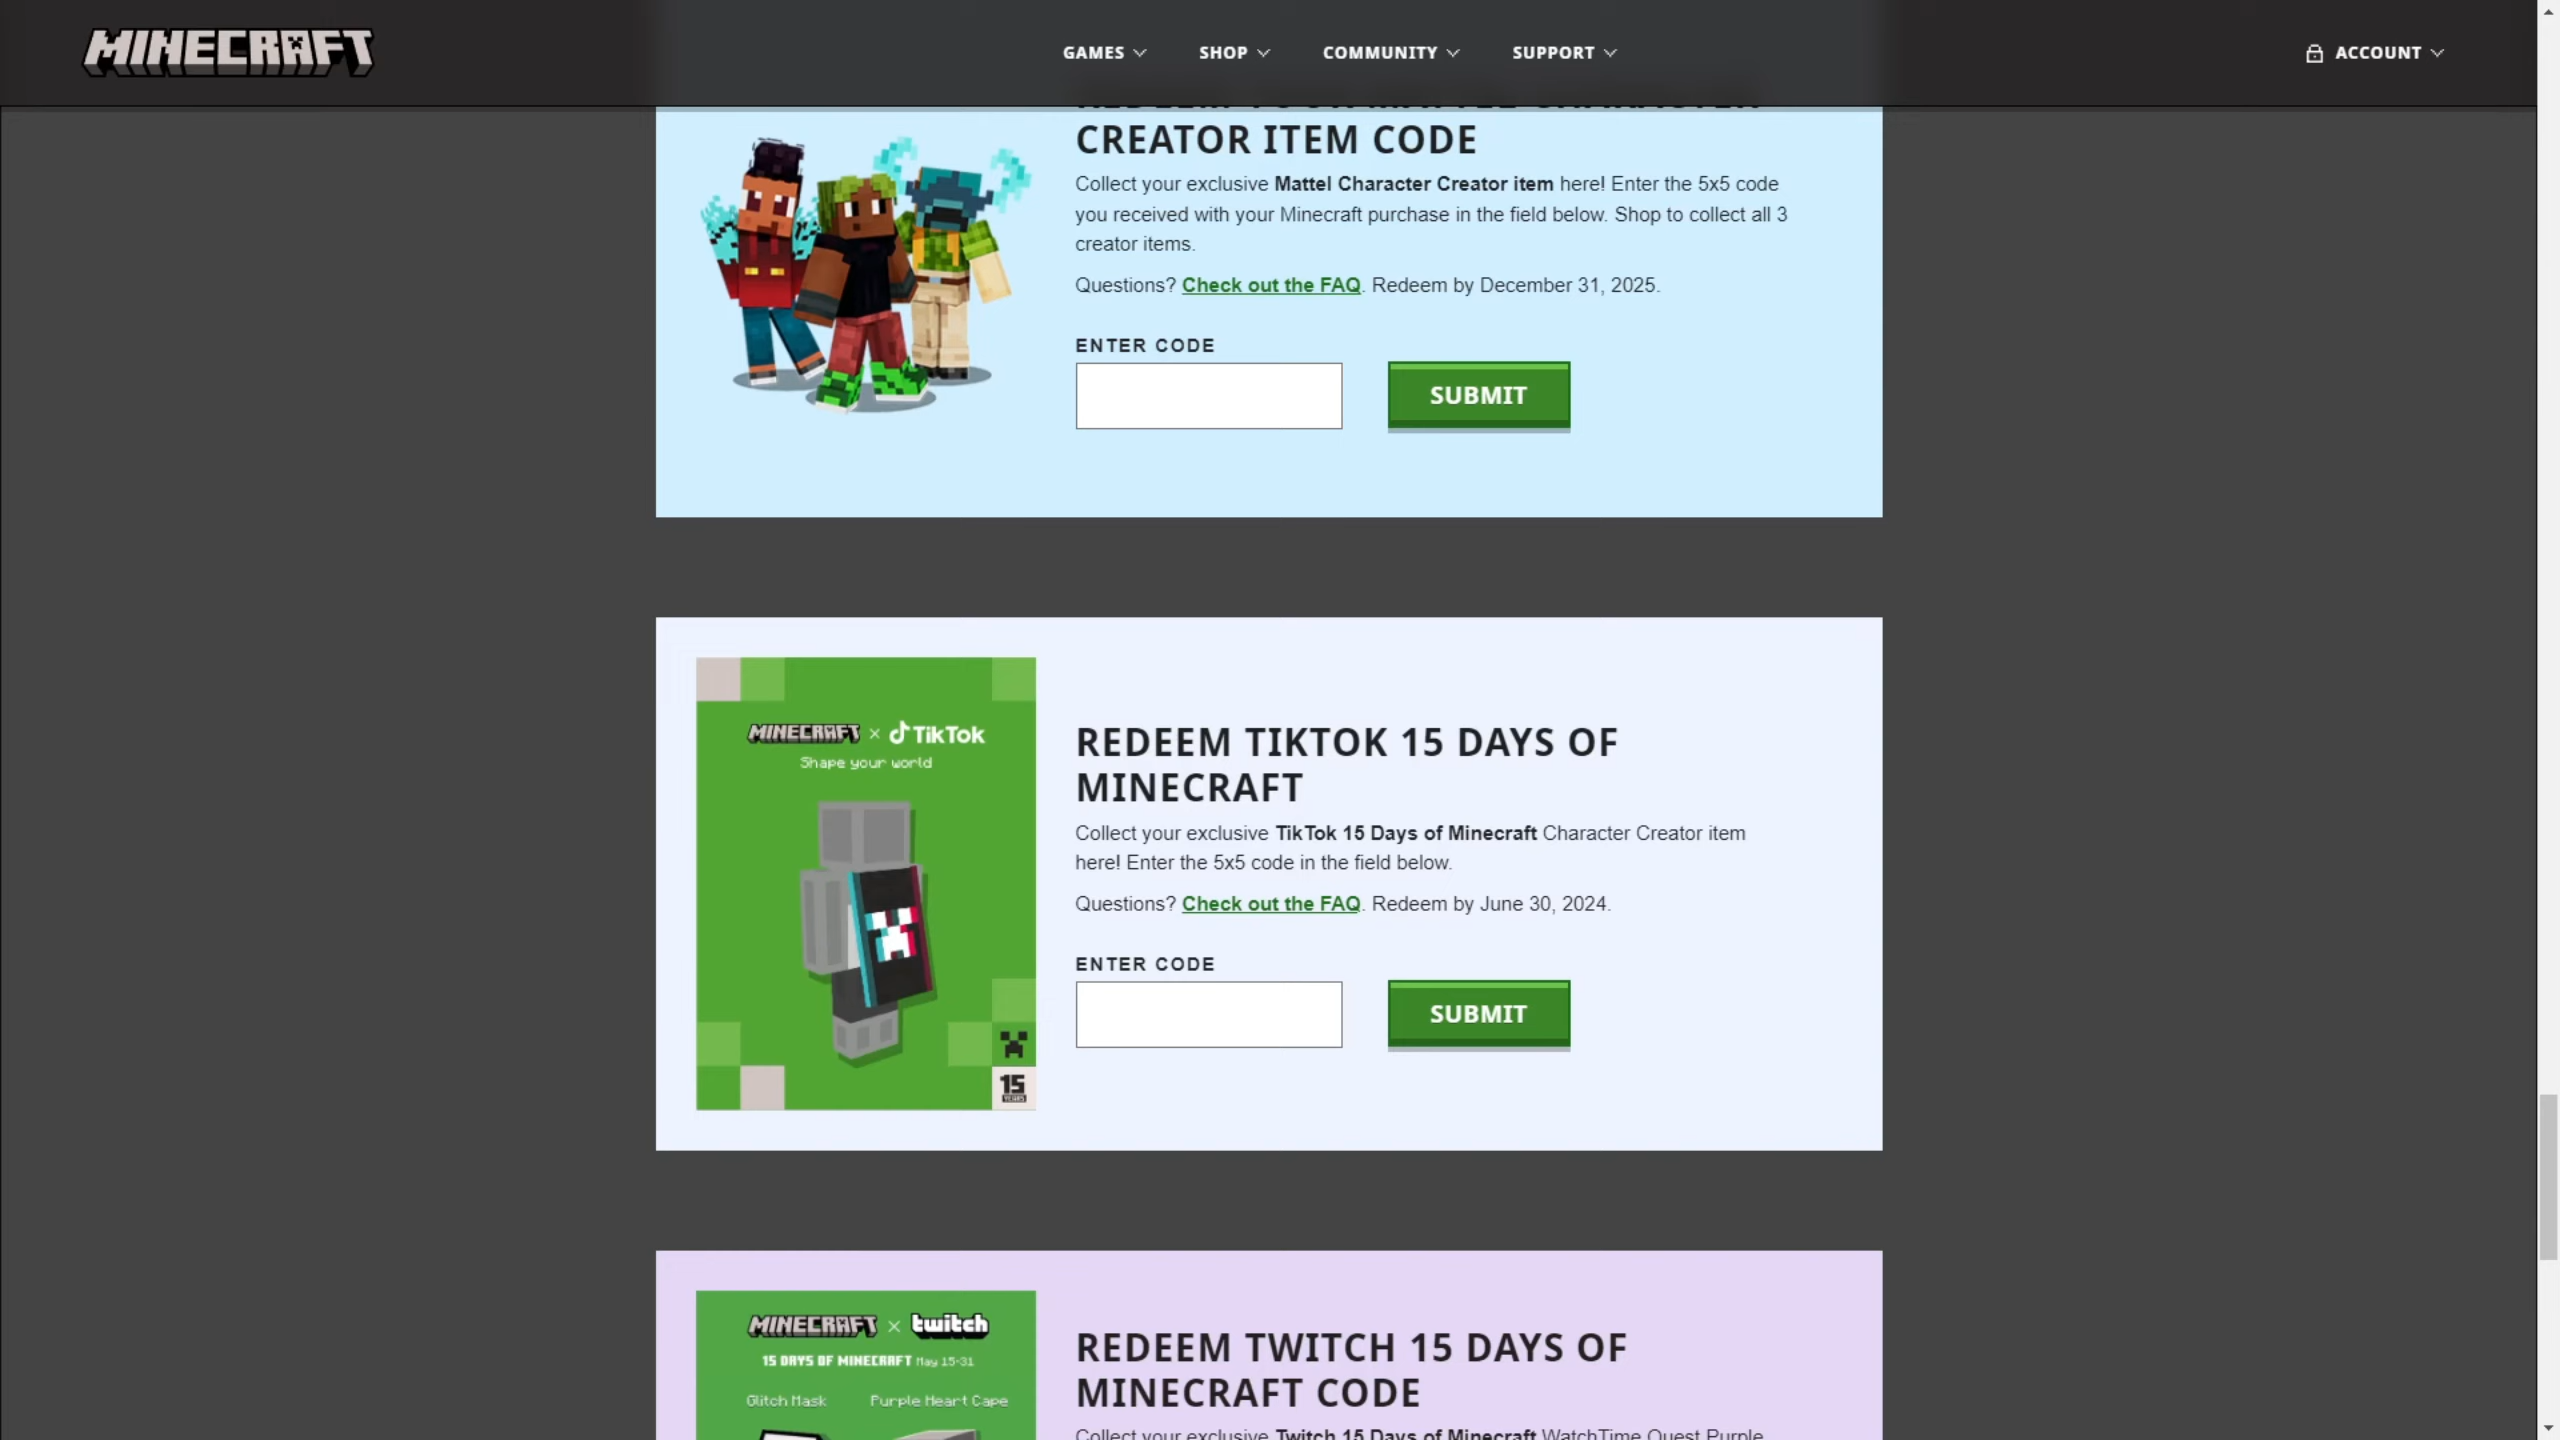 MINECRAFT
GAMES
SHOP
COMMUNITY
SUPPORT
ACCOUNT
CREATOR ITEM CODE
Collect your exclusive Mattel Character Creator item here! Enter the 5x5 code
you received with your Minecraft purchase in the field below. Shop to collect all 3
creator items.
Questions? Check out the FAQ. Redeem by December 31, 2025.
ENTER CODE
SUBMIT
MINECRAFT × TikTok
Shape your world
15
YEARS
REDEEM TIKTOK 15 DAYS OF
MINECRAFT
Collect your exclusive TikTok 15 Days of Minecraft Character Creator item
here! Enter the 5x5 code in the field below.
Questions? Check out the FAQ. Redeem by June 30, 2024.
ENTER CODE
SUBMIT
MINECRAFT × twitch
15 DAYS OF MINECRAFT May 15-31
Glitch Mask
Purple Heart Cape
REDEEM TWITCH 15 DAYS OF
MINECRAFT CODE
Collect your exclusive Twitch 15 Days of Minecraft WatchTime Quest Purple